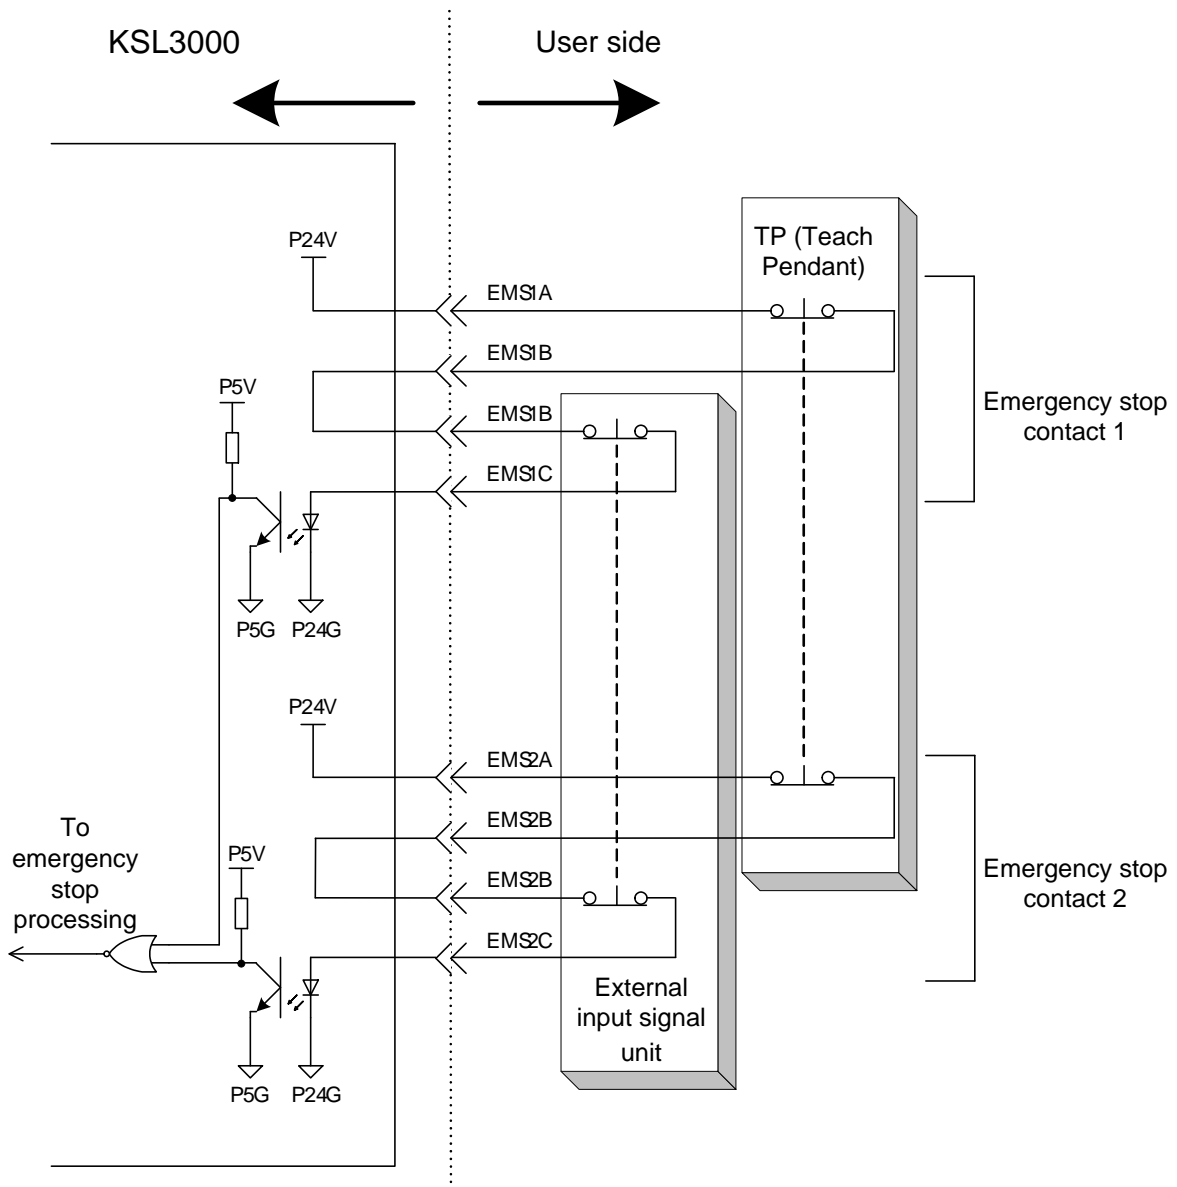 KSL3000
User side
P24V
TP (Teach
Pendant)
EMS1A
EMS1B
P5V
EMS1B
Emergency stop
contact 1
EMS1C
P5G
P24G
P24V
EMS2A
EMS2B
To
emergency
stop
processing
P5V
EMS2B
Emergency stop
contact 2
EMS2C
External
input signal
unit
P5G
P24G